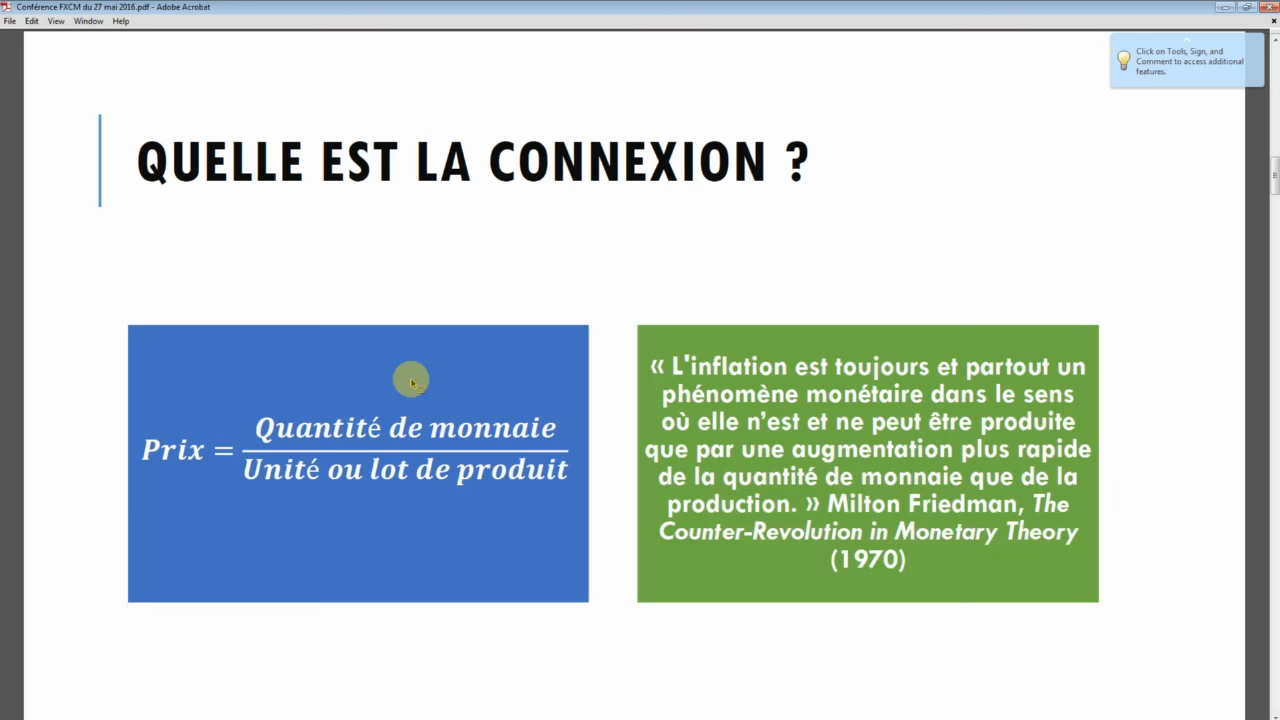 Conférence FXCM du 27 mai 2016.pdf - Adobe Acrobat
File Edit View Window Help
Click on Tools, Sign, and
Comment to access additional
features.
QUELLE EST LA CONNEXION ?
Prix = Quantité de monnaie
Unité ou lot de produit
« L'inflation est toujours et partout un
phénomène monétaire dans le sens
où elle n’est et ne peut être produite
que par une augmentation plus rapide
de la quantité de monnaie que de la
production. » Milton Friedman, The
Counter-Revolution in Monetary Theory
(1970)